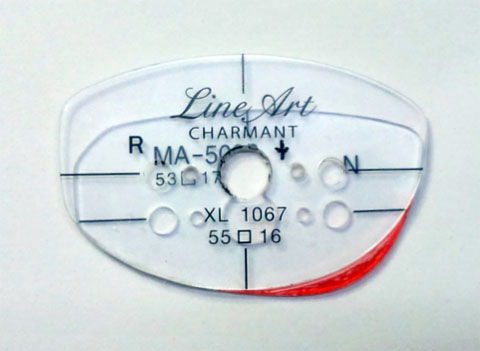 Line Art
CHARMANT
R
N
53□17
XL 1067
55□16